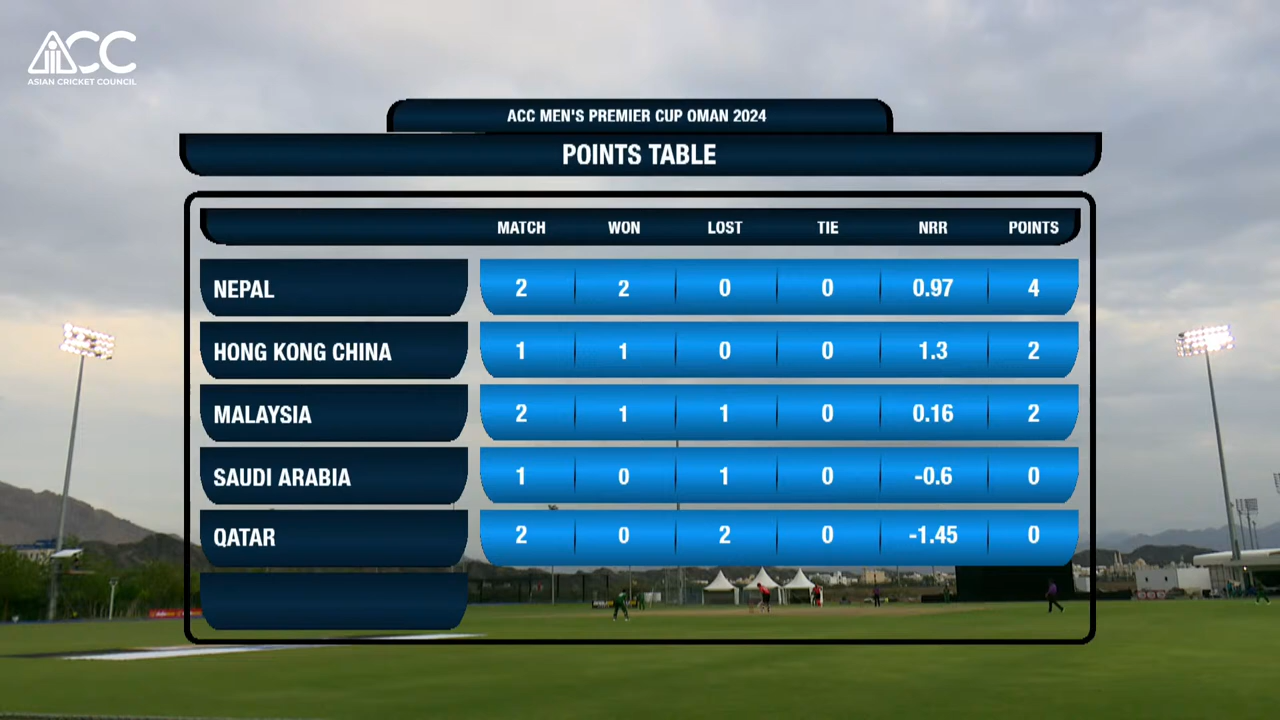 ACC
ASIAN CRICKET COUNCIL
ACC MEN'S PREMIER CUP OMAN 2024
POINTS TABLE
MATCH WON LOST TIE NRR POINTS
NEPAL 2 2 0 0 0.97 4
HONG KONG CHINA 1 1 0 0 1.3 2
MALAYSIA 2 1 1 0 0.16 2
SAUDI ARABIA 1 0 1 0 -0.6 0
QATAR 2 0 2 0 -1.45 0